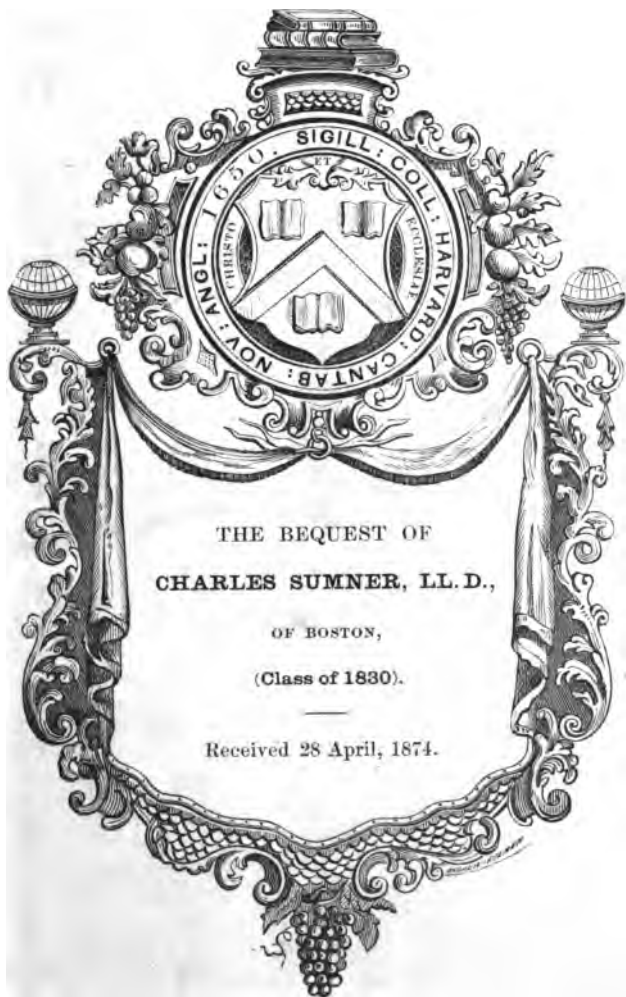 SIGILL : COLL : HARVARD : CANTAB : NOV : ANGL : 1650.
ET
CHRISTO
ECCLESIAE
THE BEQUEST OF
CHARLES SUMNER, LL. D.,
OF BOSTON,
(Class of 1830).
Received 28 April, 1874.